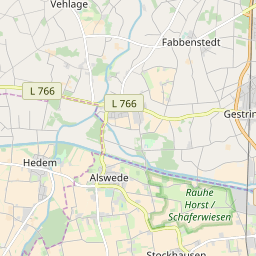 Vehlage
Fabbenstedt
L 766
L 766
Gestrin
Hedem
Alswede
Rauhe
Horst /
Schäferwiesen
Stockhausen